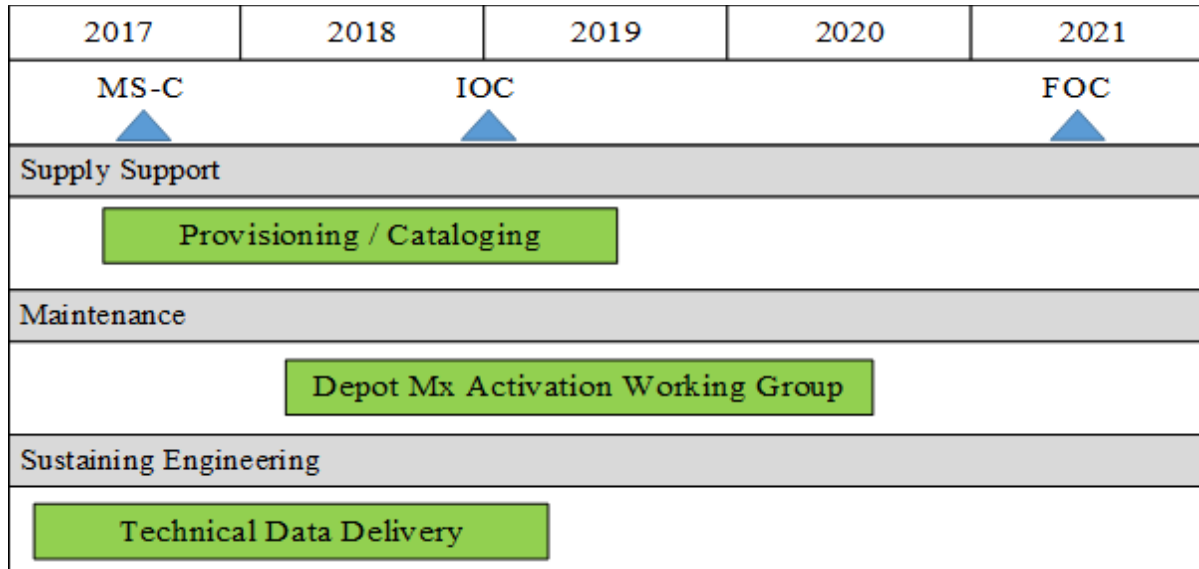 2017 2018 2019 2020 2021
MS-C IOC FOC
Supply Support
Provisioning / Cataloging
Maintenance
Depot Mx Activation Working Group
Sustaining Engineering
Technical Data Delivery